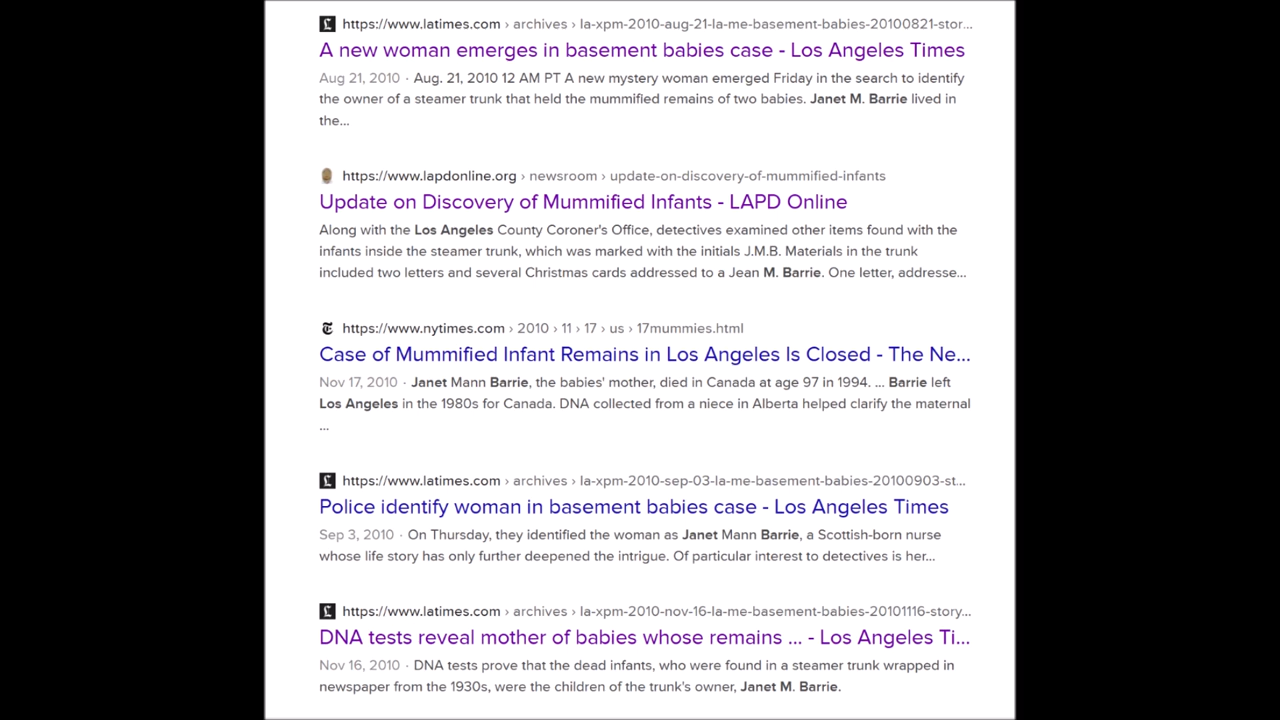 https://www.latimes.com › archives › la-xpm-2010-aug-21-la-me-basement-babies-20100821-stor...
A new woman emerges in basement babies case - Los Angeles Times
Aug 21, 2010 · Aug. 21, 2010 12 AM PT A new mystery woman emerged Friday in the search to identify
the owner of a steamer trunk that held the mummified remains of two babies. Janet M. Barrie lived in
the...
https://www.lapdonline.org › newsroom › update-on-discovery-of-mummified-infants
Update on Discovery of Mummified Infants - LAPD Online
Along with the Los Angeles County Coroner's Office, detectives examined other items found with the
infants inside the steamer trunk, which was marked with the initials J.M.B. Materials in the trunk
included two letters and several Christmas cards addressed to a Jean M. Barrie. One letter, addresse...
https://www.nytimes.com › 2010 › 11 › 17 › us › 17mummies.html
Case of Mummified Infant Remains in Los Angeles Is Closed - The Ne...
Nov 17, 2010 · Janet Mann Barrie, the babies' mother, died in Canada at age 97 in 1994. ... Barrie left
Los Angeles in the 1980s for Canada. DNA collected from a niece in Alberta helped clarify the maternal
...
https://www.latimes.com › archives › la-xpm-2010-sep-03-la-me-basement-babies-20100903-st...
Police identify woman in basement babies case - Los Angeles Times
Sep 3, 2010 · On Thursday, they identified the woman as Janet Mann Barrie, a Scottish-born nurse
whose life story has only further deepened the intrigue. Of particular interest to detectives is her...
https://www.latimes.com › archives › la-xpm-2010-nov-16-la-me-basement-babies-20101116-story...
DNA tests reveal mother of babies whose remains ... - Los Angeles Ti...
Nov 16, 2010 · DNA tests prove that the dead infants, who were found in a steamer trunk wrapped in
newspaper from the 1930s, were the children of the trunk's owner, Janet M. Barrie.